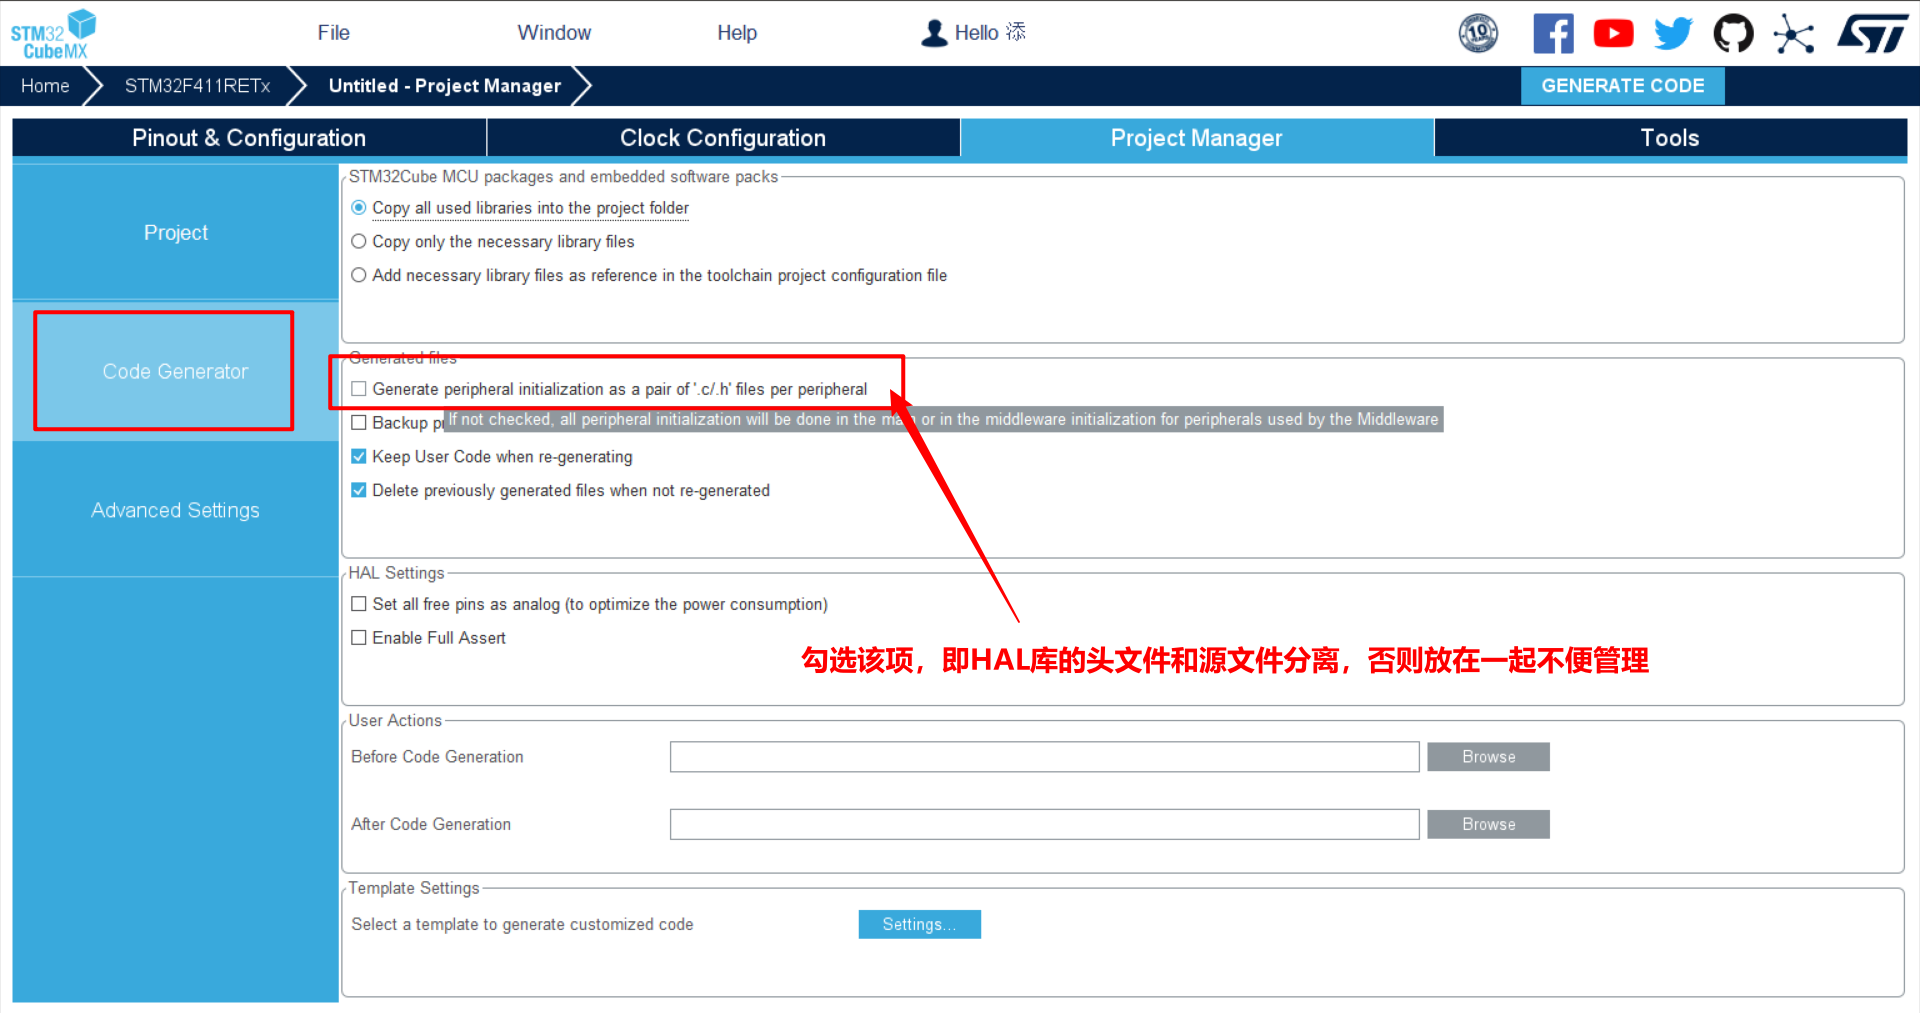 STM32
CubeMX
File
Window
Help
Hello 添
10
Home
STM32F411RETx
Untitled - Project Manager
GENERATE CODE
Pinout & Configuration
Clock Configuration
Project Manager
Tools
Project
Code Generator
Advanced Settings
STM32Cube MCU packages and embedded software packs
Copy all used libraries into the project folder
Copy only the necessary library files
Add necessary library files as reference in the toolchain project configuration file
Generated files
Generate peripheral initialization as a pair of '.c/.h' files per peripheral
Backup pr
If not checked, all peripheral initialization will be done in the main or in the middleware initialization for peripherals used by the Middleware
Keep User Code when re-generating
Delete previously generated files when not re-generated
HAL Settings
Set all free pins as analog (to optimize the power consumption)
Enable Full Assert
勾选该项，即HAL库的头文件和源文件分离，否则放在一起不便管理
User Actions
Before Code Generation
Browse
After Code Generation
Browse
Template Settings
Select a template to generate customized code
Settings...